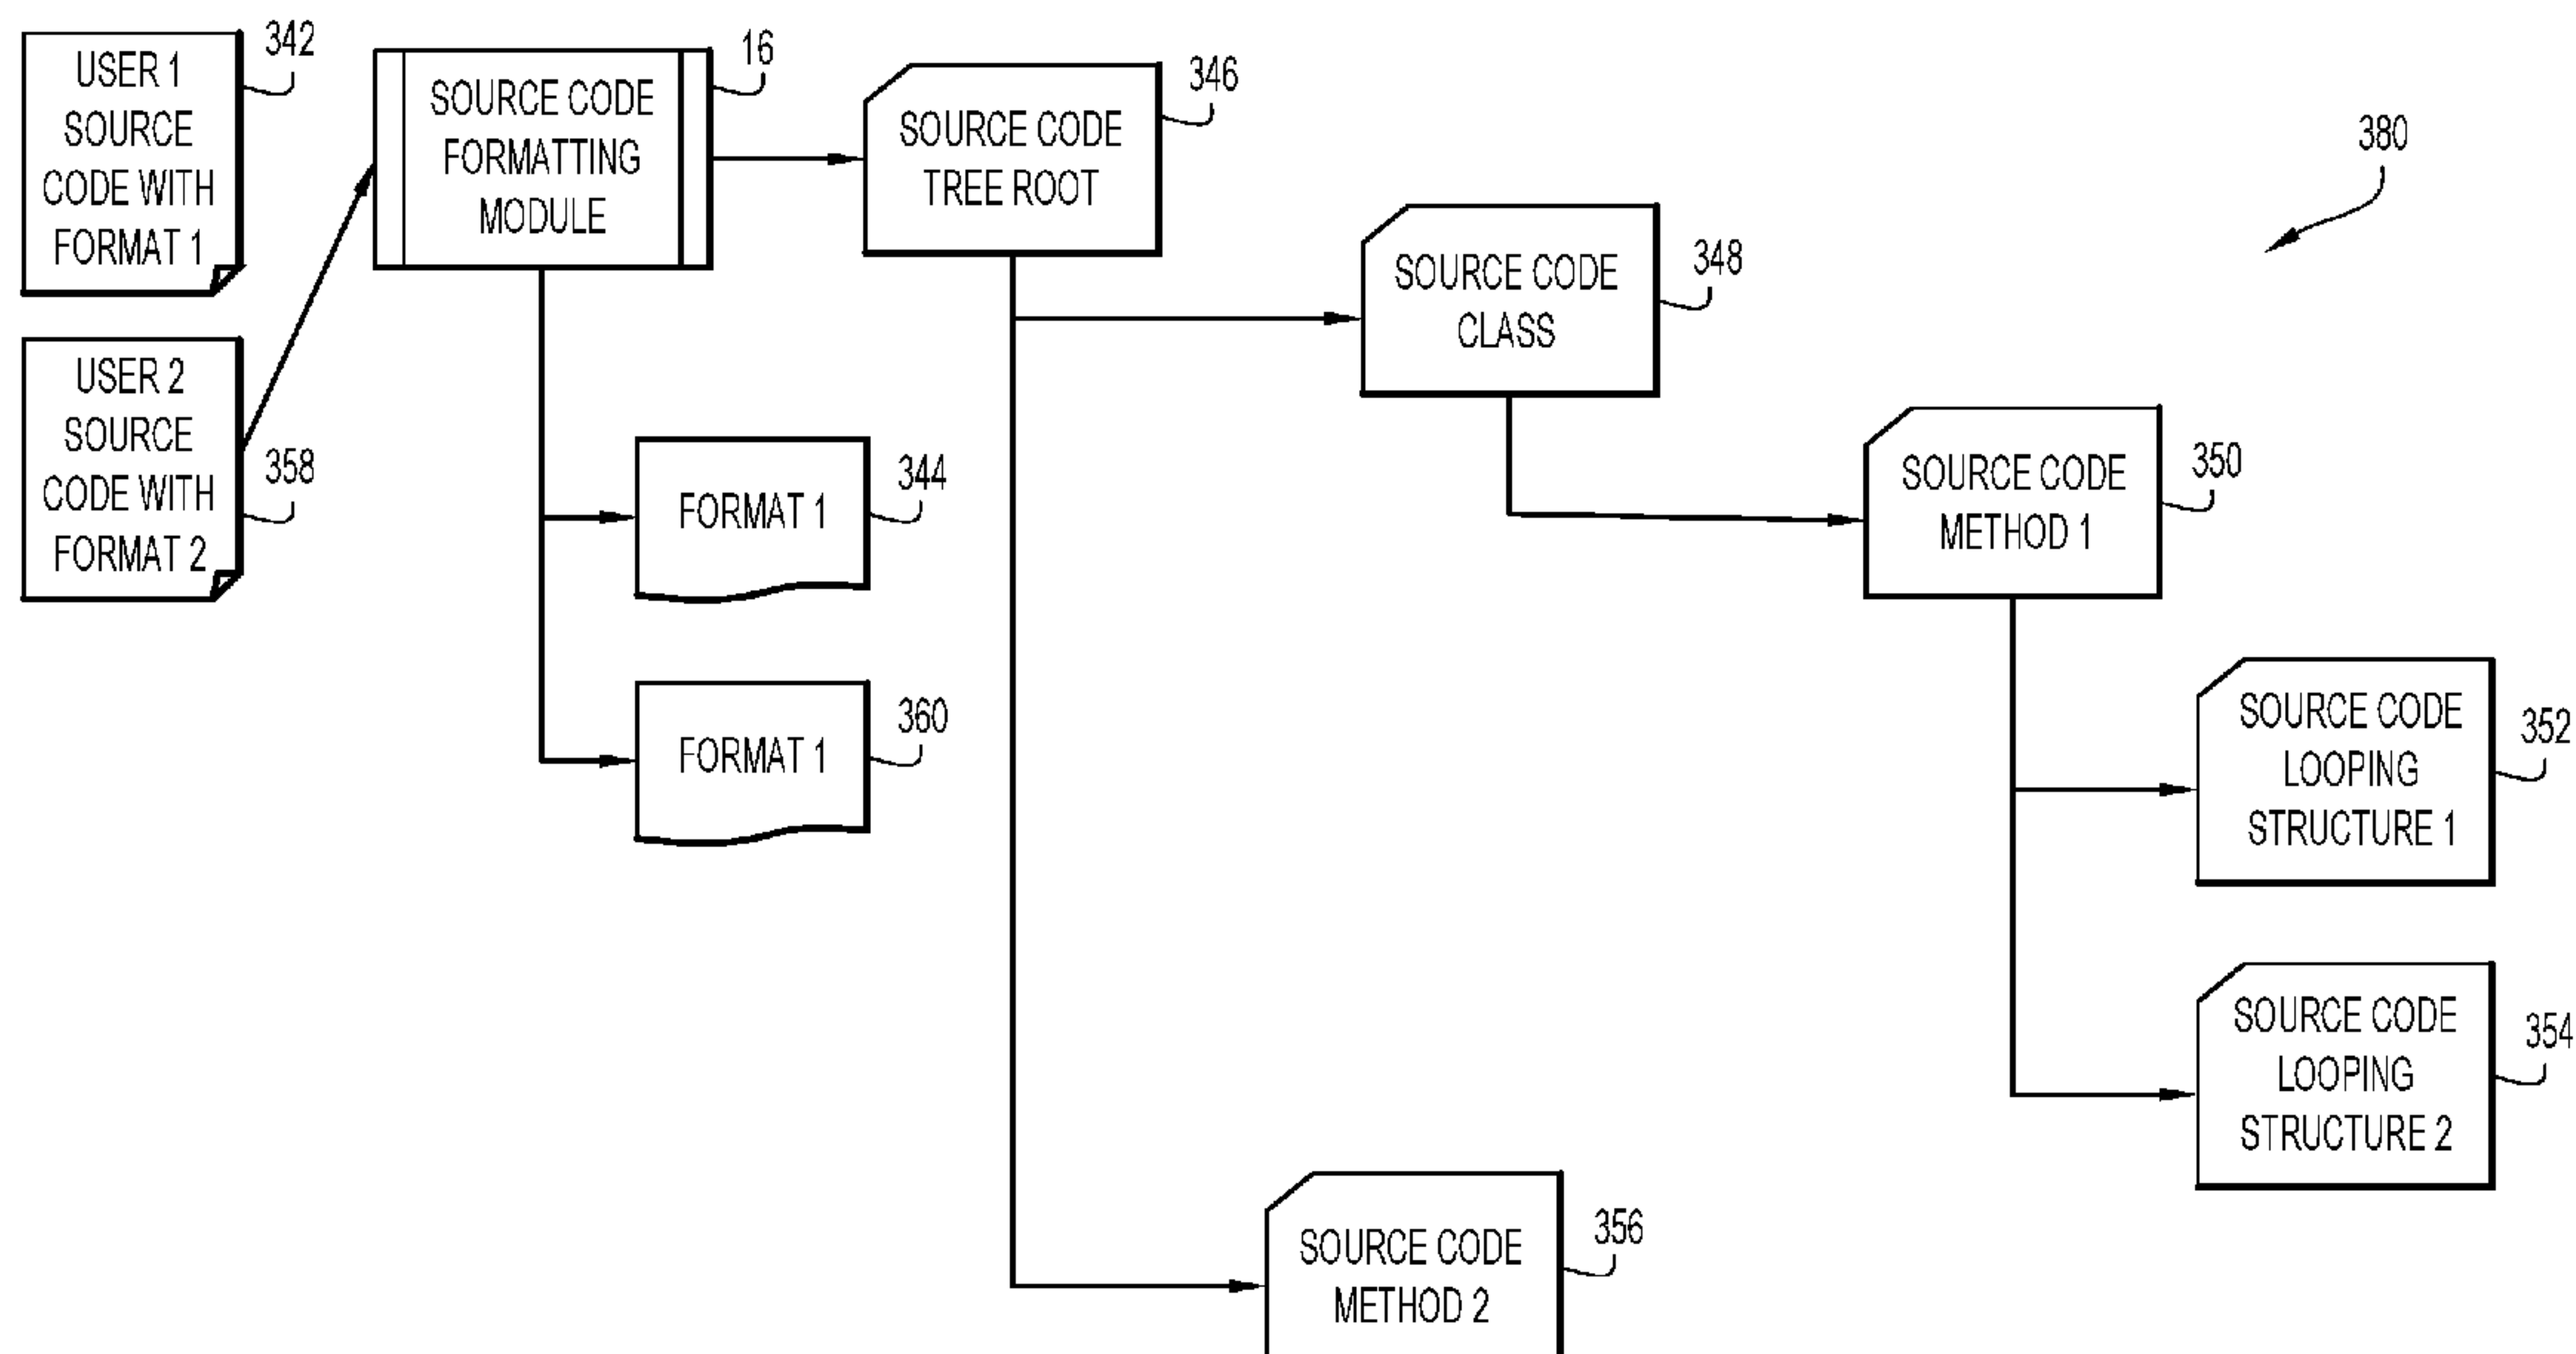 USER 1
SOURCE
CODE WITH
FORMAT 1
342
SOURCE CODE
FORMATTING
MODULE
16
SOURCE CODE
TREE ROOT
346
380
SOURCE CODE
CLASS
348
USER 2
SOURCE
CODE WITH
FORMAT 2
358
FORMAT 1
344
SOURCE CODE
METHOD 1
350
FORMAT 1
360
SOURCE CODE
LOOPING
STRUCTURE 1
352
SOURCE CODE
LOOPING
STRUCTURE 2
354
SOURCE CODE
METHOD 2
356